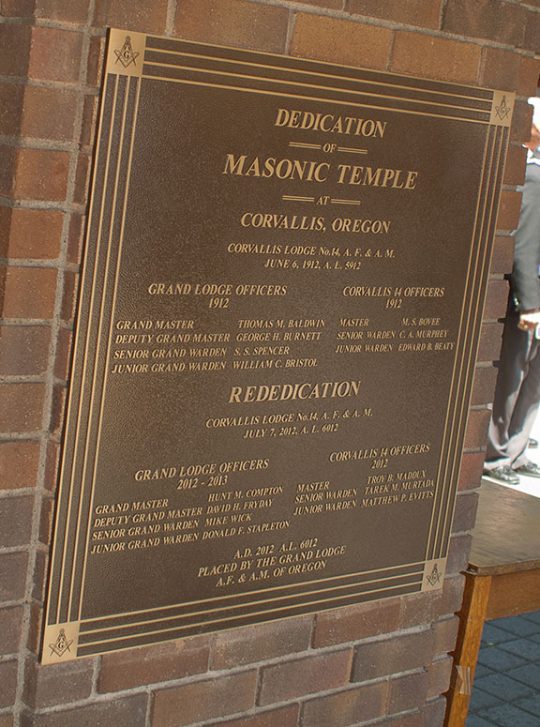 DEDICATION
OF
MASONIC TEMPLE
AT
CORVALLIS, OREGON
CORVALLIS LODGE No.14, A. F. & A. M.
JUNE 6, 1912, A. L. 5912
GRAND LODGE OFFICERS
1912
GRAND MASTER THOMAS M. BALDWIN
DEPUTY GRAND MASTER GEORGE H. BURNETT
SENIOR GRAND WARDEN S. S. SPENCER
JUNIOR GRAND WARDEN WILLIAM C. BRISTOL
CORVALLIS 14 OFFICERS
1912
MASTER M. S. BOVEE
SENIOR WARDEN C. A. MURPHEY
JUNIOR WARDEN EDWARD B. BEATY
REDEDICATION
CORVALLIS LODGE No.14, A. F. & A. M.
JULY 7, 2012, A. L. 6012
GRAND LODGE OFFICERS
2012 - 2013
GRAND MASTER HUNT M. COMPTON
DEPUTY GRAND MASTER DAVID H. FRYDAY
SENIOR GRAND WARDEN MIKE WICK
JUNIOR GRAND WARDEN DONALD F. STAPLETON
CORVALLIS 14 OFFICERS
2012
MASTER TROY B. MADDUX
SENIOR WARDEN TAREK M. MURTADA
JUNIOR WARDEN MATTHEW P. EVITTS
A.D. 2012 A.L. 6012
PLACED BY THE GRAND LODGE
A.F. & A.M. OF OREGON